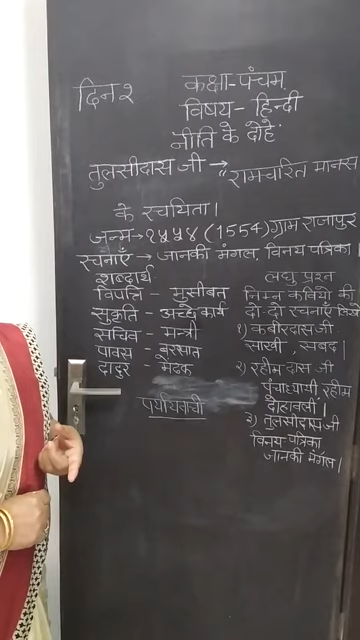 दिन २
कक्षा-पंचम
विषय- हिन्दी
नीति के दोहे
तुलसीदास जी → "रामचरित मानस
के रचयिता।
जन्म→ १५५४ (1554) ग्राम राजापुर
रचनाएँ → जानकी मंगल, विनय पत्रिका।
शब्दार्थ
विपत्ति - मुसीबत
सुकृति - अच्छे कार्य
सचिव - मन्त्री
पावस - बरसात
दादुर - मेंढक
पर्यायवाची
लघु प्रश्न
निम्न कवियो की
दो-दो रचनाएँ लिखे
१) कबीरदास जी
साखी, सबद।
२) रहीम दास जी
पंचाध्यायी, रहीम
दोहावली।
३) तुलसीदास जी
विनय पत्रिका
जानकी मंगल।